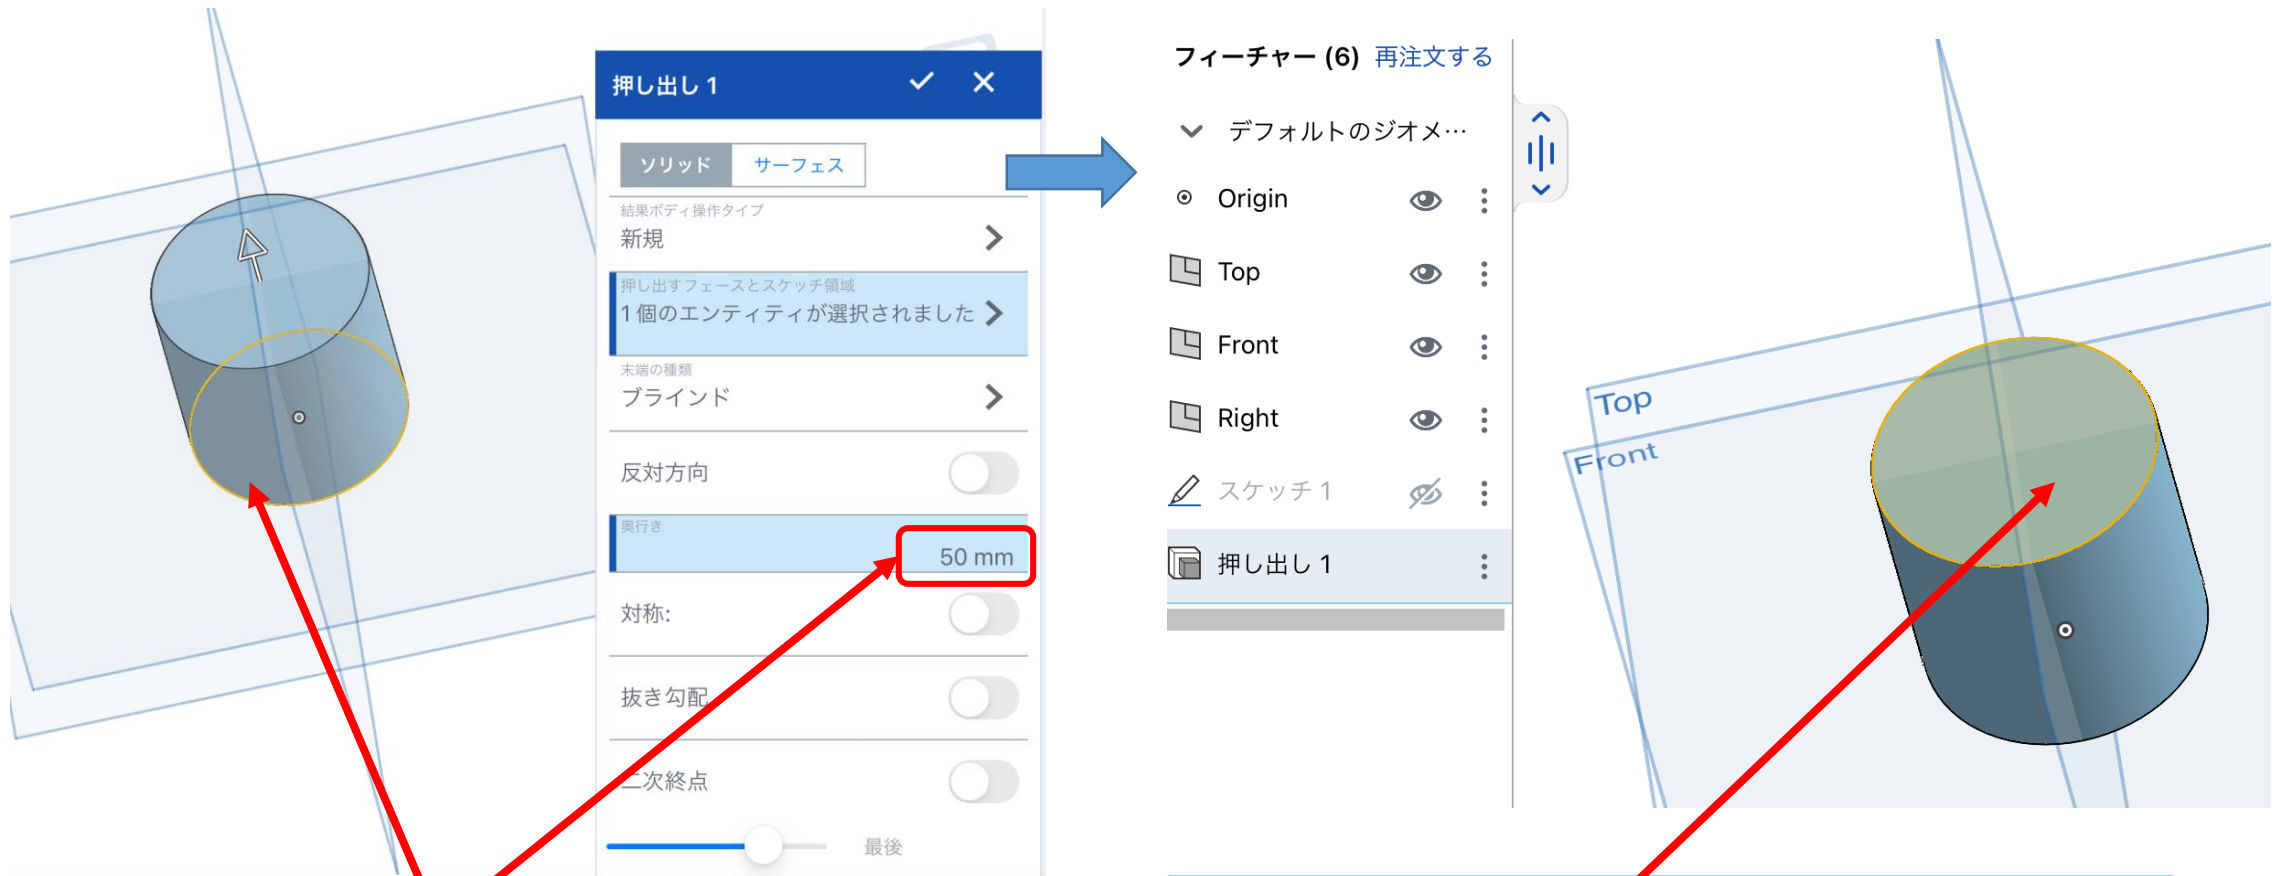 押し出し 1
ソリッド
サーフェス
結果ボディ操作タイプ
新規
押し出すフェースとスケッチ領域
1 個のエンティティが選択されました
末端の種類
ブラインド
反対方向
奥行き
50 mm
対称:
抜き勾配
二次終点
最後
フィーチャー (6) 再注文する
デフォルトのジオメ…
Origin
Top
Front
Right
スケッチ 1
押し出し 1
Top
Front